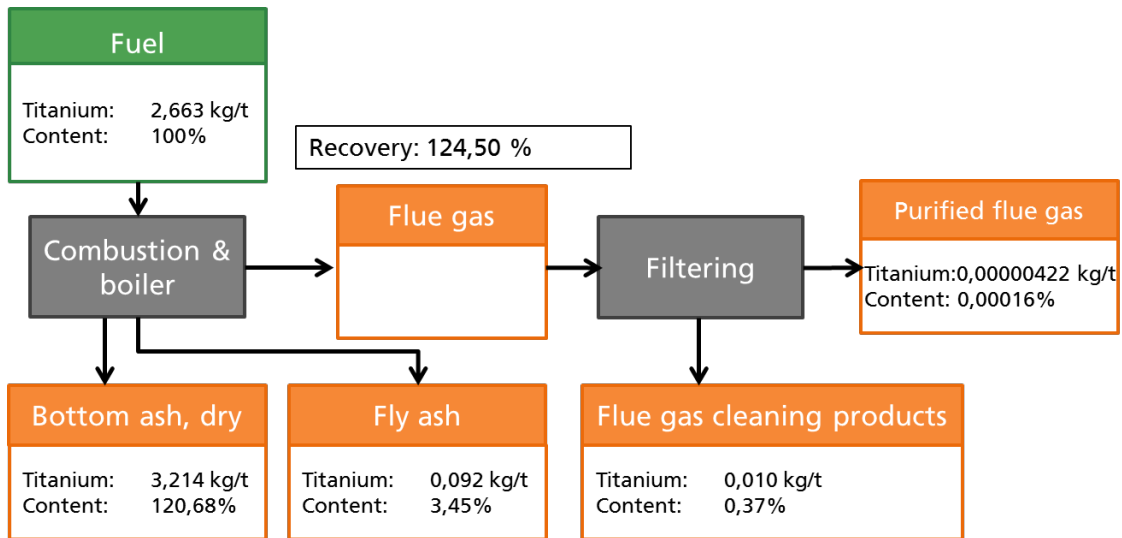 Fuel
Titanium: 2,663 kg/t
Content: 100%
Recovery: 124,50 %
Combustion &
boiler
Flue gas
Filtering
Purified flue gas
Titanium:0,00000422 kg/t
Content: 0,00016%
Bottom ash, dry
Titanium: 3,214 kg/t
Content: 120,68%
Fly ash
Titanium: 0,092 kg/t
Content: 3,45%
Flue gas cleaning products
Titanium: 0,010 kg/t
Content: 0,37%